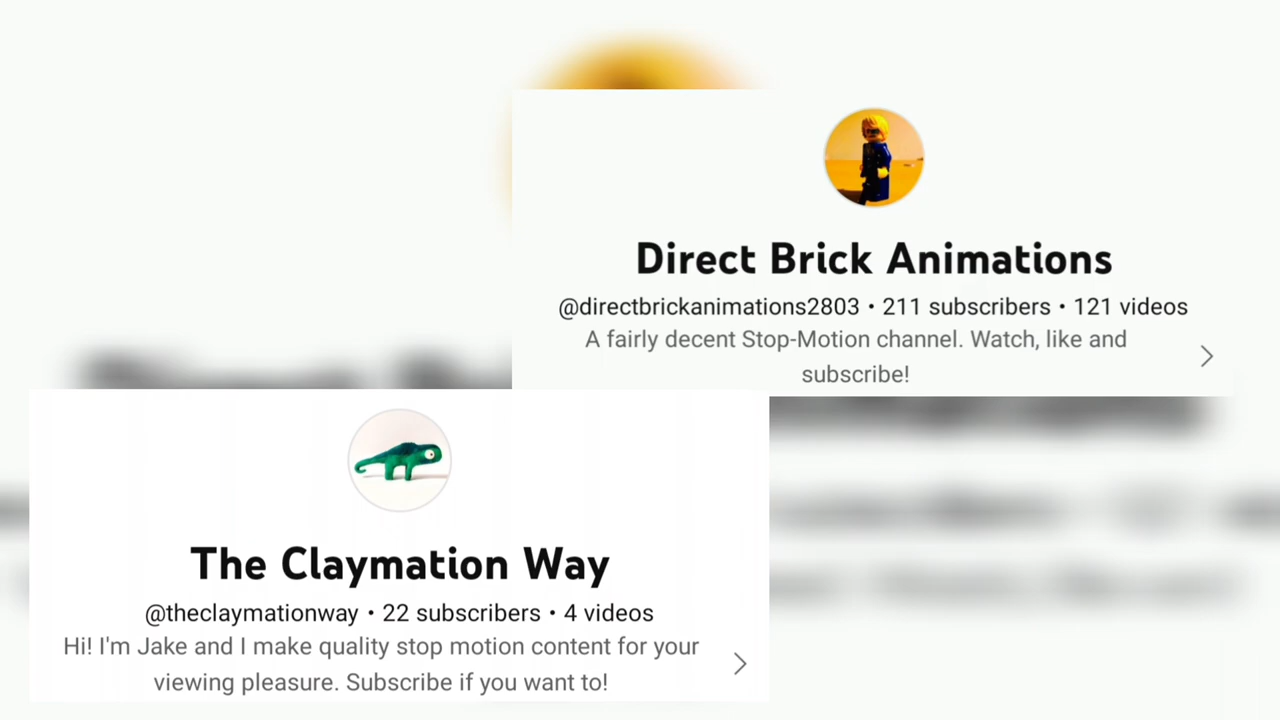 Direct Brick Animations
@directbrickanimations2803 • 211 subscribers • 121 videos
A fairly decent Stop-Motion channel. Watch, like and
subscribe!
The Claymation Way
@theclaymationway • 22 subscribers • 4 videos
Hi! I'm Jake and I make quality stop motion content for your
viewing pleasure. Subscribe if you want to!